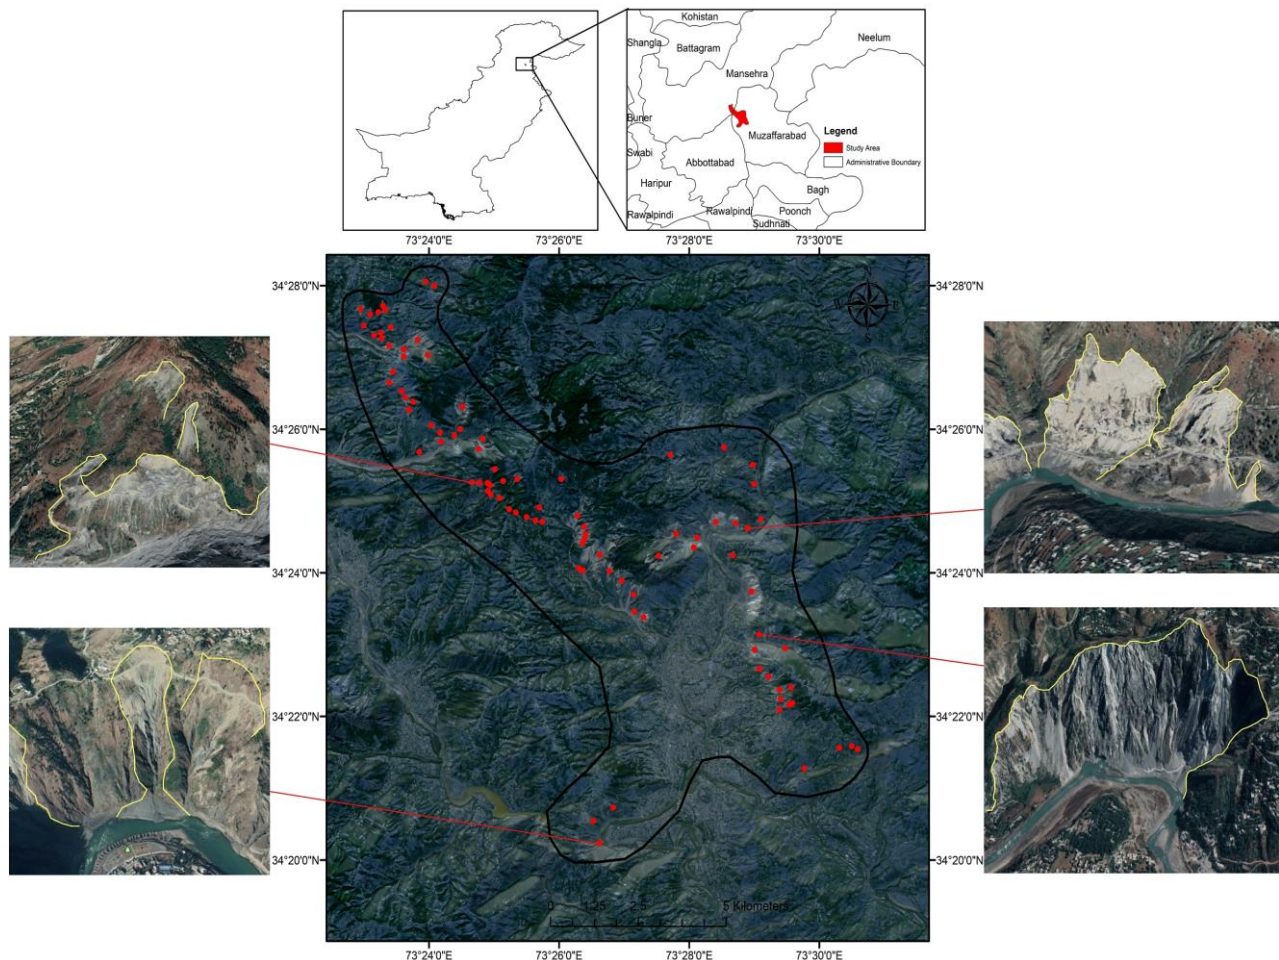 Kohistan
Shangla
Battagram
Neelum
Mansehra
Buner
Muzaffarabad
Swabi
Abbottabad
Haripur
Bagh
Rawalpindi
Rawalpindi
Poonch
Sudhnati
Legend
Study Area
Administrative Boundary
73°24'0"E 73°26'0"E 73°28'0"E 73°30'0"E
34°28'0"N 34°28'0"N
34°26'0"N 34°26'0"N
34°24'0"N 34°24'0"N
34°22'0"N 34°22'0"N
34°20'0"N 34°20'0"N
0 1.25 2.5 5 Kilometers
73°24'0"E 73°26'0"E 73°28'0"E 73°30'0"E